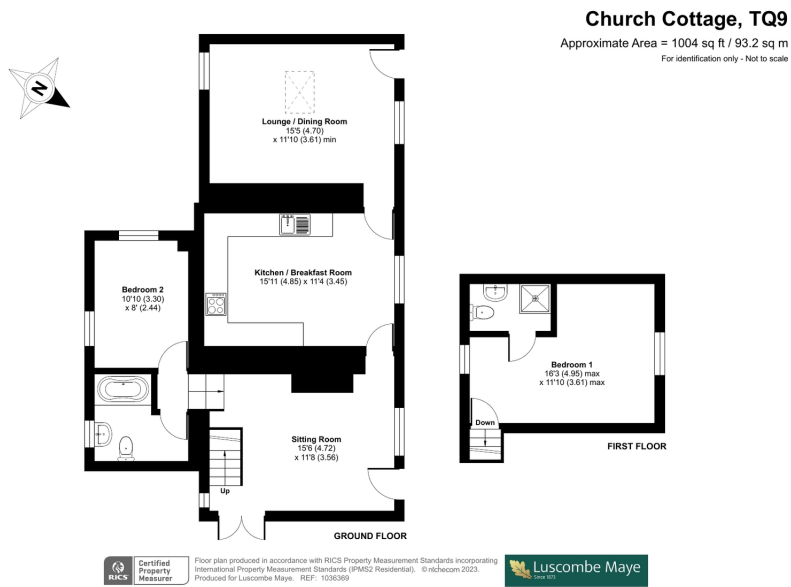 Church Cottage, TQ9
Approximate Area = 1004 sq ft / 93.2 sq m
For identification only - Not to scale
N
Lounge / Dining Room
15'5 (4.70)
x 11'10 (3.61) min
Kitchen / Breakfast Room
15'11 (4.85) x 11'4 (3.45)
Bedroom 2
10'10 (3.30)
x 8' (2.44)
Sitting Room
15'6 (4.72)
x 11'8 (3.56)
Up
GROUND FLOOR
Bedroom 1
16'3 (4.95) max
x 11'10 (3.61) max
Down
FIRST FLOOR
RICS
Certified
Property
Measurer
Floor plan produced in accordance with RICS Property Measurement Standards incorporating
International Property Measurement Standards (IPMS2 Residential). © nichecom 2023.
Produced for Luscombe Maye. REF: 1036369
Luscombe Maye
Since 1873